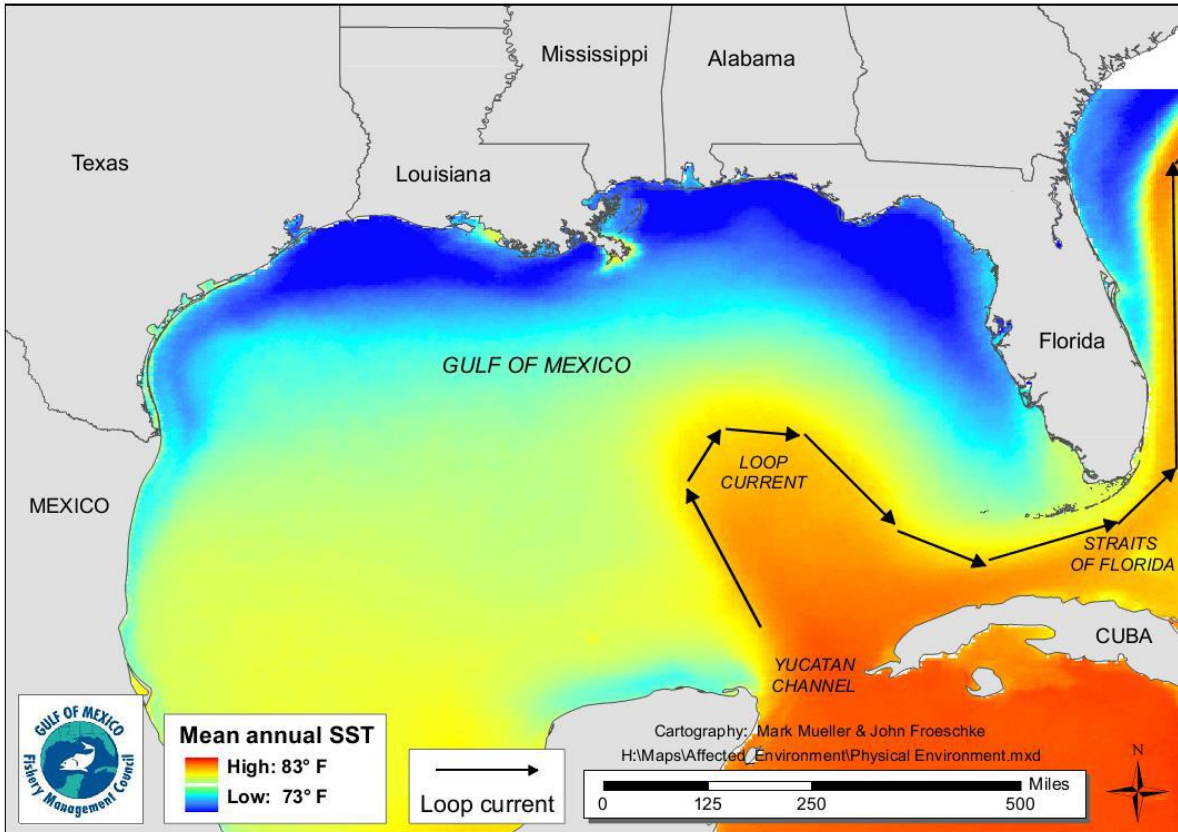 Mississippi
Alabama
Texas
Louisiana
Florida
GULF OF MEXICO
LOOP
CURRENT
MEXICO
STRAITS
OF FLORIDA
CUBA
YUCATAN
CHANNEL
GULF OF MEXICO
Fishery Management Council
Mean annual SST
High: 83° F
Low: 73° F
Loop current
Cartography: Mark Mueller & John Froeschke
H:\Maps\Affected_Environment\Physical Environment.mxd
Miles
0 125 250 500
N